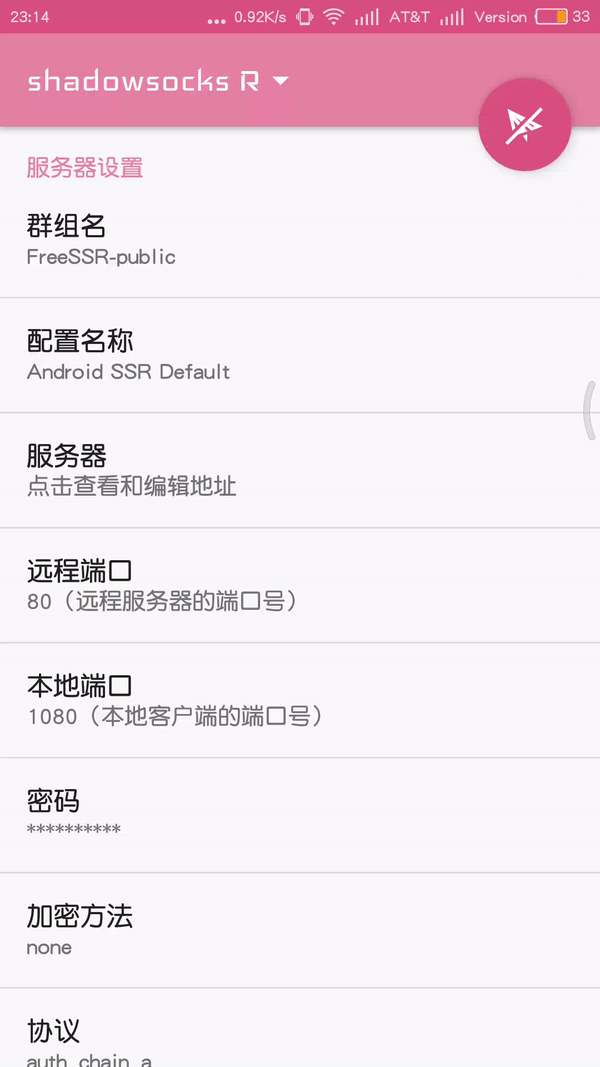 23:14 ... 0.92K/s AT&T Version 33
shadowsocks R
服务器设置
群组名
FreeSSR-public
配置名称
Android SSR Default
服务器
点击查看和编辑地址
远程端口
80（远程服务器的端口号）
本地端口
1080（本地客户端的端口号）
密码
**********
加密方法
none
协议
auth_chain_a